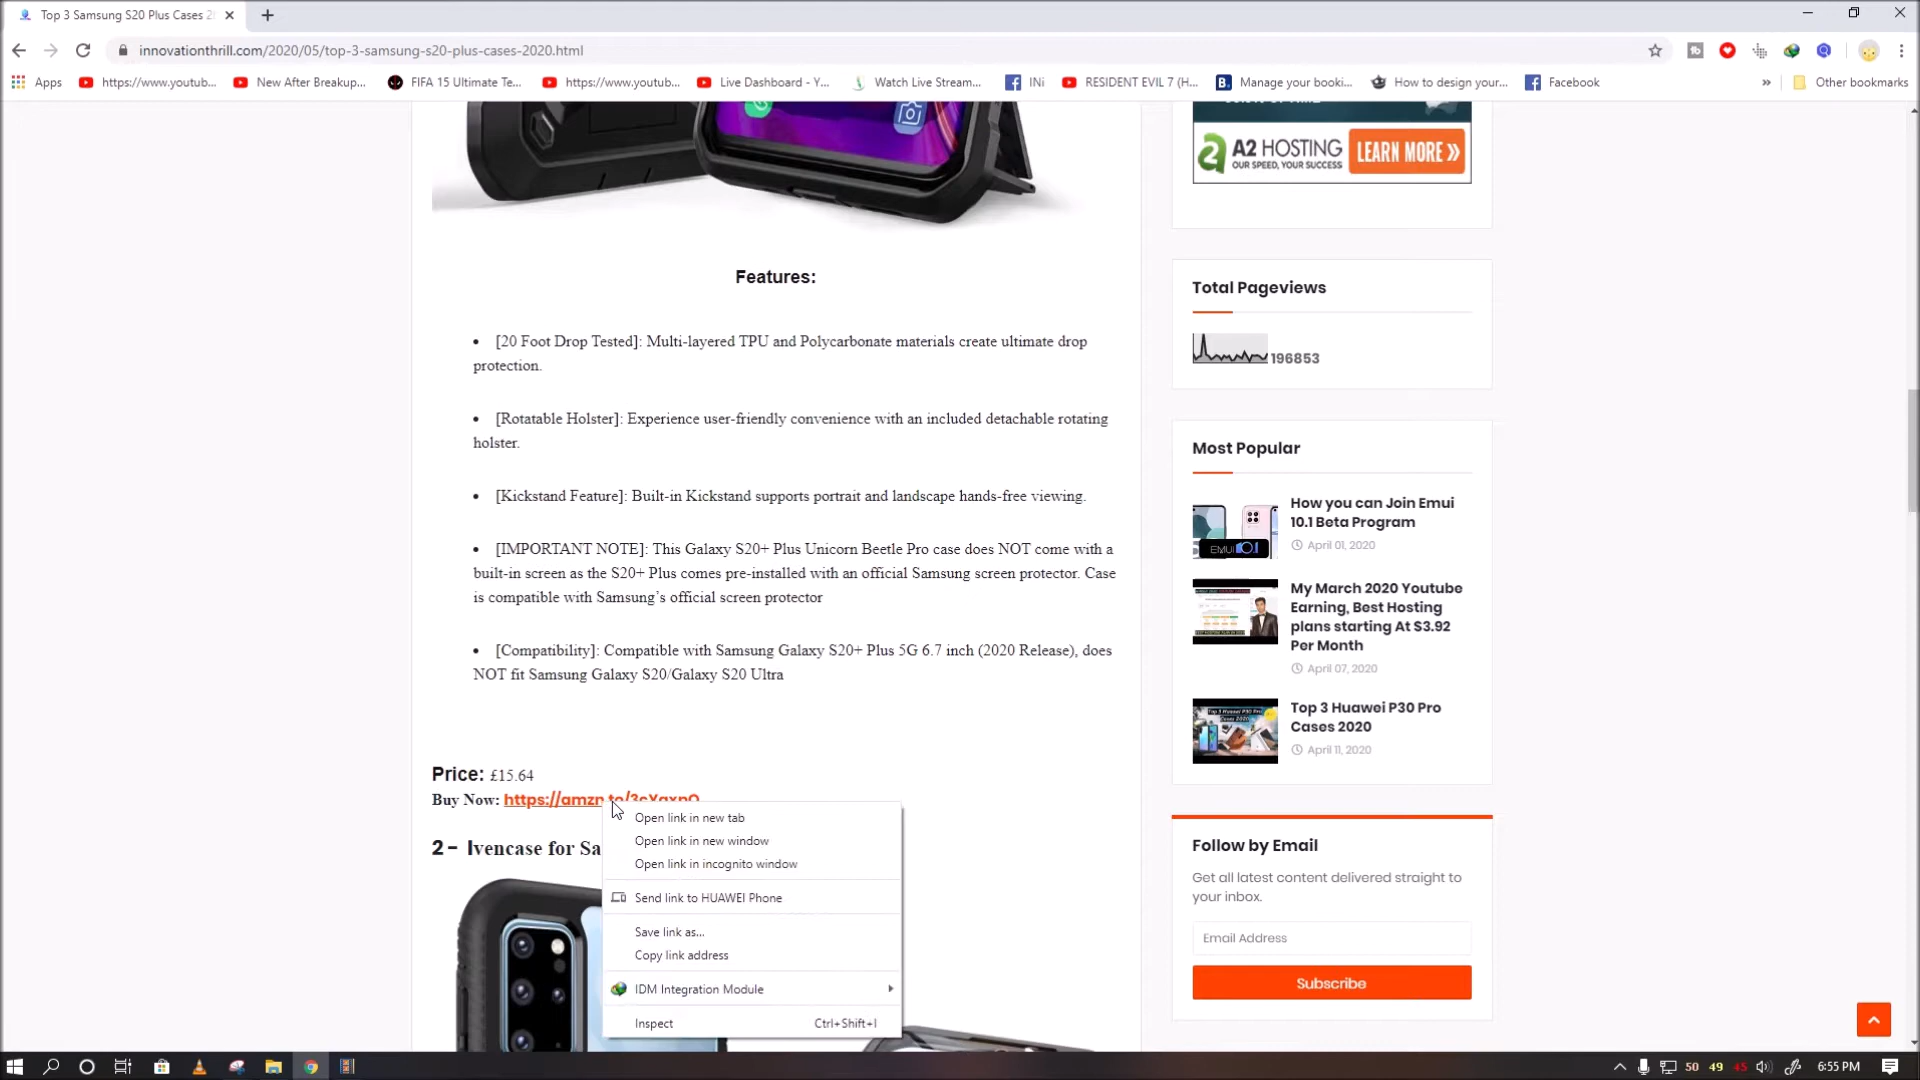 Top 3 Samsung S20 Plus Cases 2
innovationthrill.com/2020/05/top-3-samsung-s20-plus-cases-2020.html
Apps
https://www.youtub...
New After Breakup...
FIFA 15 Ultimate Te...
https://www.youtub...
Live Dashboard - Y...
Watch Live Stream...
INi
RESIDENT EVIL 7 (H...
Manage your booki...
How to design your...
Facebook
»
Other bookmarks
A2 HOSTING
OUR SPEED, YOUR SUCCESS
LEARN MORE »
Features:
[20 Foot Drop Tested]: Multi-layered TPU and Polycarbonate materials create ultimate drop
protection.
[Rotatable Holster]: Experience user-friendly convenience with an included detachable rotating
holster.
[Kickstand Feature]: Built-in Kickstand supports portrait and landscape hands-free viewing.
[IMPORTANT NOTE]: This Galaxy S20+ Plus Unicorn Beetle Pro case does NOT come with a
built-in screen as the S20+ Plus comes pre-installed with an official Samsung screen protector. Case
is compatible with Samsung’s official screen protector
[Compatibility]: Compatible with Samsung Galaxy S20+ Plus 5G 6.7 inch (2020 Release), does
NOT fit Samsung Galaxy S20/Galaxy S20 Ultra
Price: £15.64
Buy Now: https://amzn.to/
2 – Ivencase for Sa
Open link in new tab
Open link in new window
Open link in incognito window
Send link to HUAWEI Phone
Save link as...
Copy link address
IDM Integration Module
Inspect Ctrl+Shift+I
Total Pageviews
196853
Most Popular
How you can Join Emui
10.1 Beta Program
April 01, 2020
EMUI 10.1
My March 2020 Youtube
Earning, Best Hosting
plans starting At $3.92
Per Month
April 07, 2020
Top 3 Huawei P30 Pro
Cases 2020
April 11, 2020
Top 3 Huawei P30 Pro
Cases 2020
Follow by Email
Get all latest content delivered straight to
your inbox.
Email Address
Subscribe
50 49 45
6:55 PM